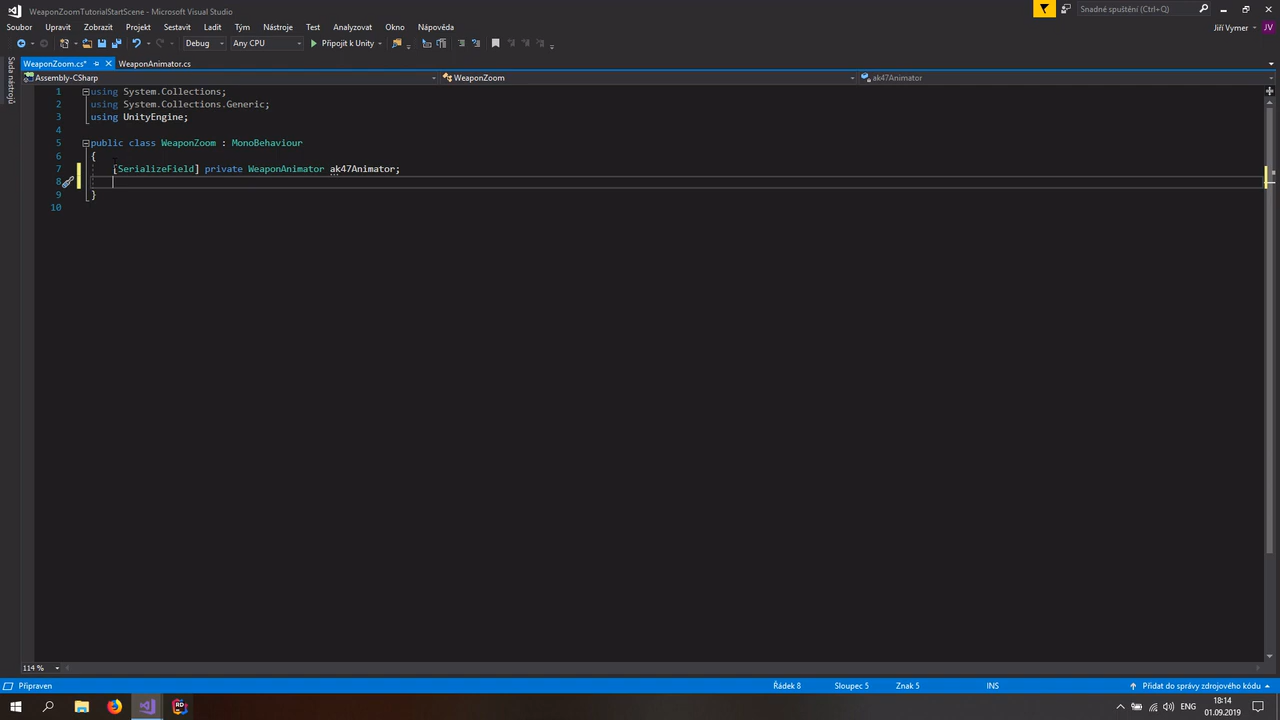 WeaponZoomTutorialStartScene - Microsoft Visual Studio
Snadné spuštění (Ctrl+Q)
Soubor Upravit Zobrazit Projekt Sestavit Ladit Tým Nástroje Test Analyzovat Okno Nápověda
Jiří Vymer JV
Debug Any CPU Připojit k Unity
Sada nástrojů
WeaponZoom.cs* WeaponAnimator.cs
Assembly-CSharp WeaponZoom ak47Animator
1 using System.Collections;
2 using System.Collections.Generic;
3 using UnityEngine;
4
5 public class WeaponZoom : MonoBehaviour
6 {
7 [SerializeField] private WeaponAnimator ak47Animator;
8
9 }
10
114 %
Připraven Řádek 8 Sloupec 5 Znak 5 INS Přidat do správy zdrojového kódu
RD
ENG
18:14
01.09.2019